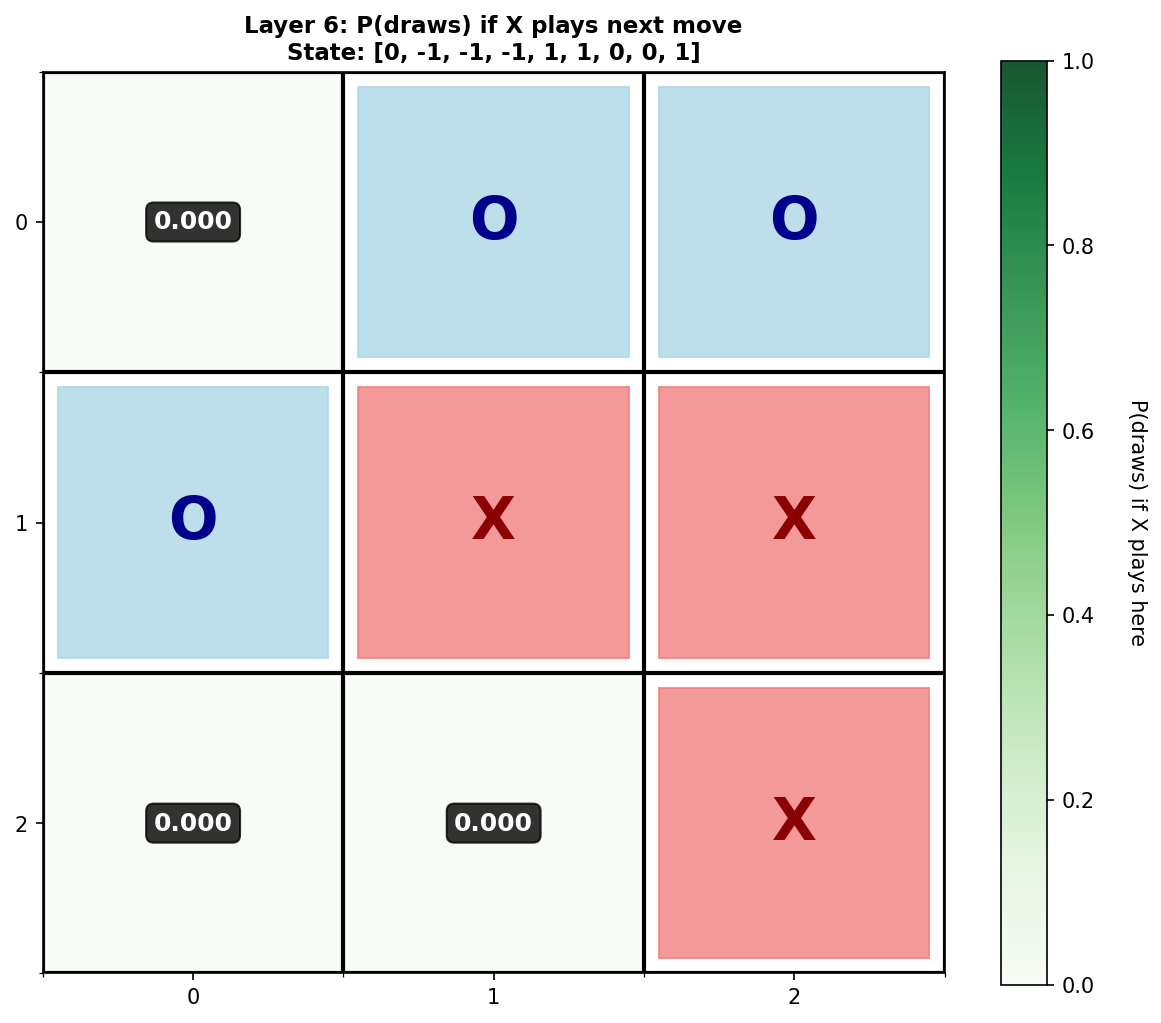 Layer 6: P(draws) if X plays next move
State: [0, -1, -1, -1, 1, 1, 0, 0, 1]
0
0.000
O
O
1
O
X
X
2
0.000
0.000
X
0
1
2
1.0
0.8
0.6
0.4
0.2
0.0
P(draws) if X plays here